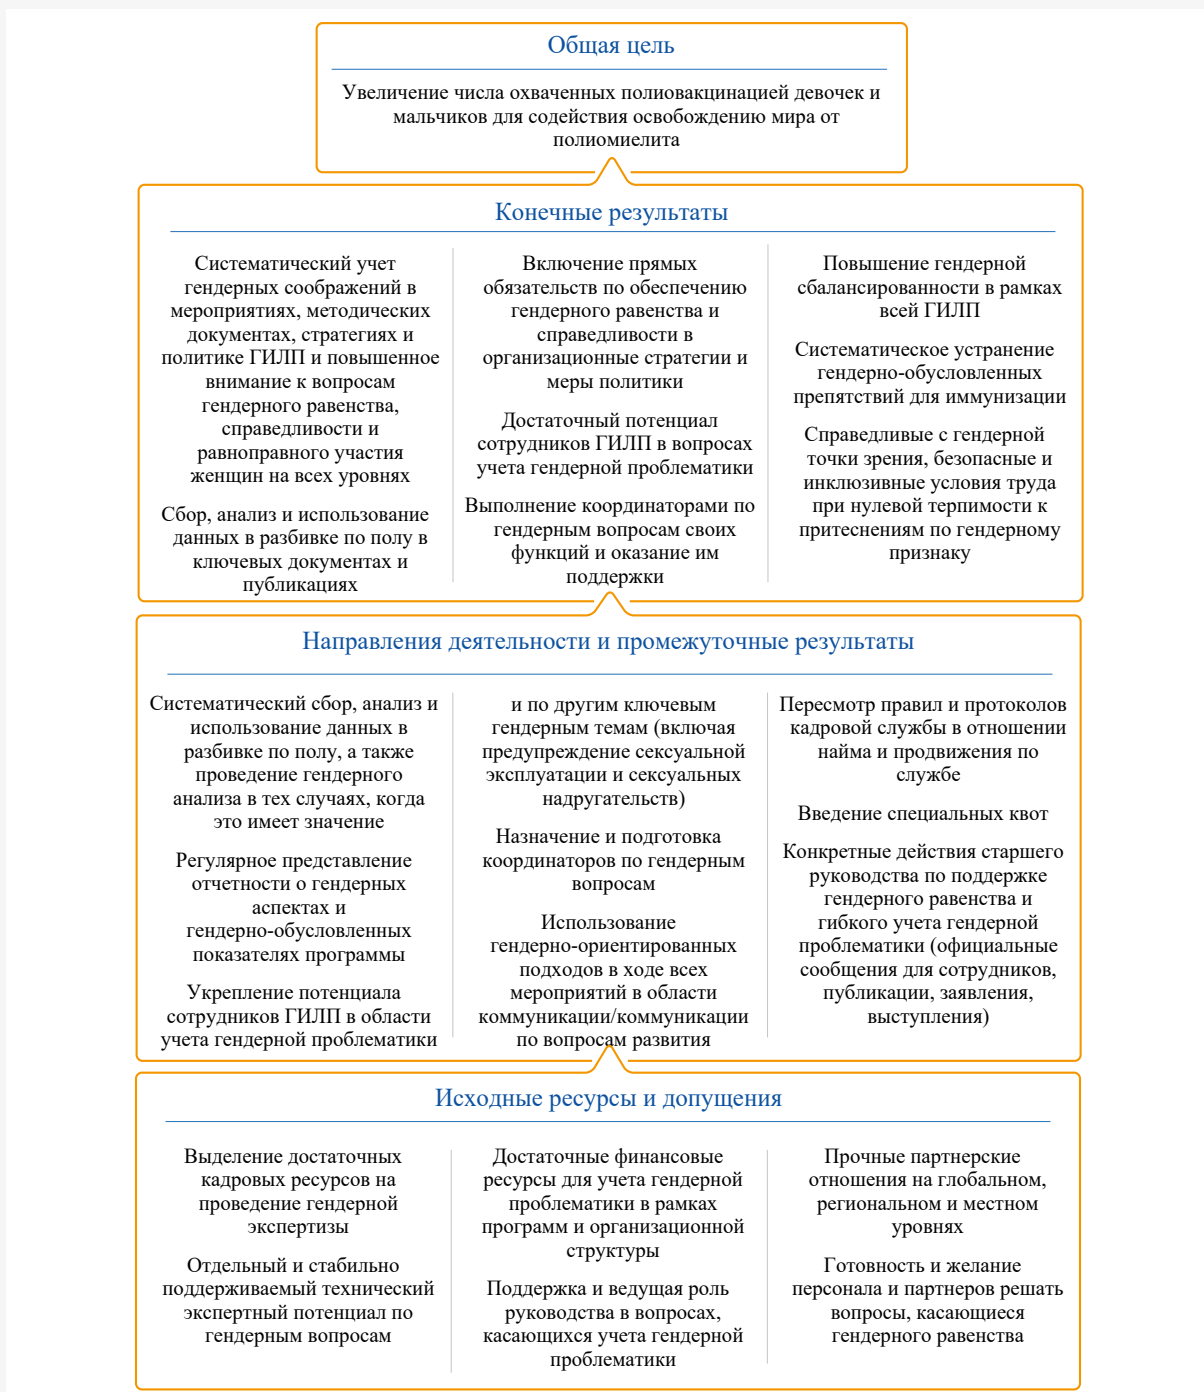 Общая цель
Увеличение числа охваченных полиовакцинацией девочек и
мальчиков для содействия освобождению мира от
полиомиелита
Конечные результаты
Систематический учет
гендерных соображений в
мероприятиях, методических
документах, стратегиях и
политике ГИЛП и повышенное
внимание к вопросам
гендерного равенства,
справедливости и
равноправного участия
женщин на всех уровнях
Сбор, анализ и использование
данных в разбивке по полу в
ключевых документах и
публикациях
Включение прямых
обязательств по обеспечению
гендерного равенства и
справедливости в
организационные стратегии и
меры политики
Достаточный потенциал
сотрудников ГИЛП в вопросах
учета гендерной проблематики
Выполнение координаторами по
гендерным вопросам своих
функций и оказание им
поддержки
Повышение гендерной
сбалансированности в рамках
всей ГИЛП
Систематическое устранение
гендерно-обусловленных
препятствий для иммунизации
Справедливые с гендерной
точки зрения, безопасные и
инклюзивные условия труда
при нулевой терпимости к
притеснениям по гендерному
признаку
Направления деятельности и промежуточные результаты
Систематический сбор, анализ и
использование данных в
разбивке по полу, а также
проведение гендерного
анализа в тех случаях, когда
это имеет значение
Регулярное представление
отчетности о гендерных
аспектах и
гендерно-обусловленных
показателях программы
Укрепление потенциала
сотрудников ГИЛП в области
учета гендерной проблематики
и по другим ключевым
гендерным темам (включая
предупреждение сексуальной
эксплуатации и сексуальных
надругательств)
Назначение и подготовка
координаторов по гендерным
вопросам
Использование
гендерно-ориентированных
подходов в ходе всех
мероприятий в области
коммуникации/коммуникации
по вопросам развития
Пересмотр правил и протоколов
кадровой службы в отношении
найма и продвижения по
службе
Введение специальных квот
Конкретные действия старшего
руководства по поддержке
гендерного равенства и
гибкого учета гендерной
проблематики (официальные
сообщения для сотрудников,
публикации, заявления,
выступления)
Исходные ресурсы и допущения
Выделение достаточных
кадровых ресурсов на
проведение гендерной
экспертизы
Отдельный и стабильно
поддерживаемый технический
экспертный потенциал по
гендерным вопросам
Достаточные финансовые
ресурсы для учета гендерной
проблематики в рамках
программ и организационной
структуры
Поддержка и ведущая роль
руководства в вопросах,
касающихся учета гендерной
проблематики
Прочные партнерские
отношения на глобальном,
региональном и местном
уровнях
Готовность и желание
персонала и партнеров решать
вопросы, касающиеся
гендерного равенства